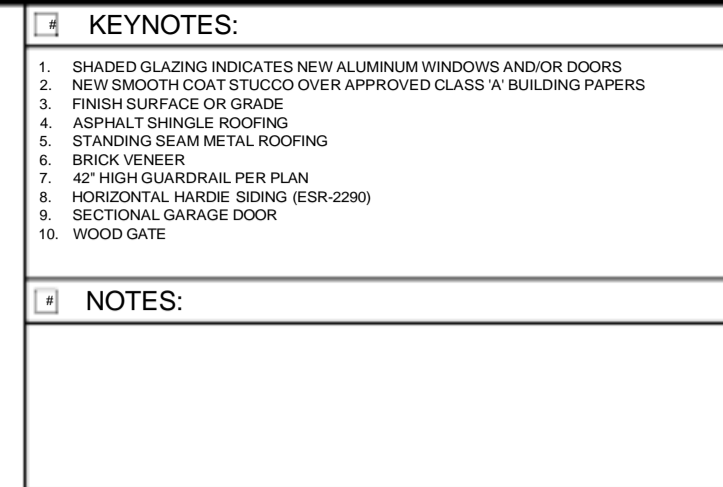 # KEYNOTES:
1. SHADED GLAZING INDICATES NEW ALUMINUM WINDOWS AND/OR DOORS
2. NEW SMOOTH COAT STUCCO OVER APPROVED CLASS 'A' BUILDING PAPERS
3. FINISH SURFACE OR GRADE
4. ASPHALT SHINGLE ROOFING
5. STANDING SEAM METAL ROOFING
6. BRICK VENEER
7. 42" HIGH GUARDRAIL PER PLAN
8. HORIZONTAL HARDIE SIDING (ESR-2290)
9. SECTIONAL GARAGE DOOR
10. WOOD GATE
# NOTES: